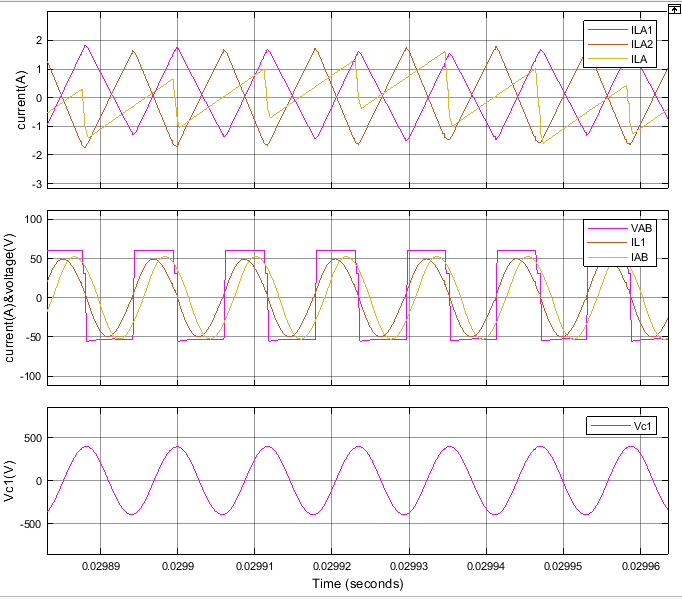 2
1
0
-1
-2
-3
current(A)
ILA1
ILA2
ILA
100
50
0
-50
-100
current(A)&voltage(V)
VAB
IL1
IAB
500
0
-500
Vc1(V)
Vc1
0.02989 0.0299 0.02991 0.02992 0.02993 0.02994 0.02995 0.02996
Time (seconds)